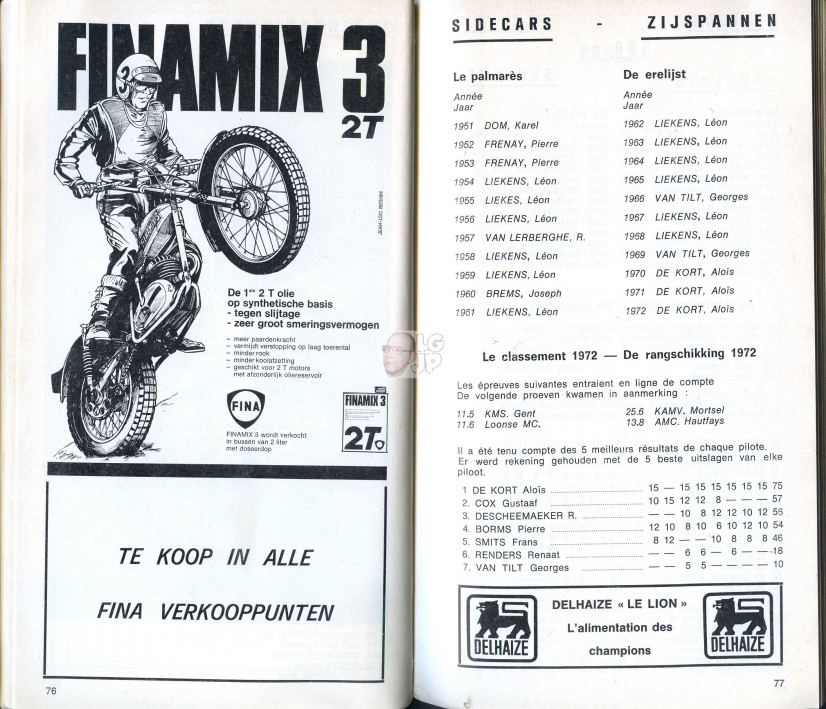 FINAMIX 3
2T
De 1ste 2 T olie
op synthetische basis
- tegen slijtage
- zeer groot smeringsvermogen
– meer paardenkracht
– vermijdt verstopping op laag toerental
– minder rook
– minder koolafzetting
– geschikt voor 2 T motors
met afzonderlijk oliereservoir
FINA
FINAMIX 3 wordt verkocht
in bussen van 2 liter
met doseerdop
FINAMIX 3
2T
TE KOOP IN ALLE
FINA VERKOOPPUNTEN
76
SIDECARS - ZIJSPANNEN
Le palmarès
Année
Jaar
1951 DOM, Karel
1952 FRENAY, Pierre
1953 FRENAY, Pierre
1954 LIEKENS, Léon
1955 LIEKES, Léon
1956 LIEKENS, Léon
1957 VAN LERBERGHE, R.
1958 LIEKENS, Léon
1959 LIEKENS, Léon
1960 BREMS, Joseph
1961 LIEKENS, Léon
De erelijst
Année
Jaar
1962 LIEKENS, Léon
1963 LIEKENS, Léon
1964 LIEKENS, Léon
1965 LIEKENS, Léon
1966 VAN TILT, Georges
1967 LIEKENS, Léon
1968 LIEKENS, Léon
1969 VAN TILT, Georges
1970 DE KORT, Aloïs
1971 DE KORT, Aloïs
1972 DE KORT, Aloïs
Le classement 1972 — De rangschikking 1972
Les épreuves suivantes entraient en ligne de compte
De volgende proeven kwamen in aanmerking :
11.5 KMS. Gent 25.6 KAMV. Mortsel
11.6 Loonse MC. 13.8 AMC. Hautfays
Il a été tenu compte des 5 meilleurs résultats de chaque pilote.
Er werd rekening gehouden met de 5 beste uitslagen van elke
piloot.
1 DE KORT Aloïs 15 — 15 15 15 15 15 15 75
2. COX Gustaaf 10 15 12 12 8 — — — 57
3. DESCHEEMAEKER R. — — 10 8 12 12 10 12 56
4. BORMS Pierre 12 10 8 10 6 10 12 10 54
5. SMITS Frans 8 12 — — 10 8 8 8 46
6. RENDERS Renaat — — 6 6 — 6 — — 18
7. VAN TILT Georges — — 5 5 — — — — 10
DELHAIZE
DELHAIZE « LE LION »
L'alimentation des
champions
DELHAIZE
77